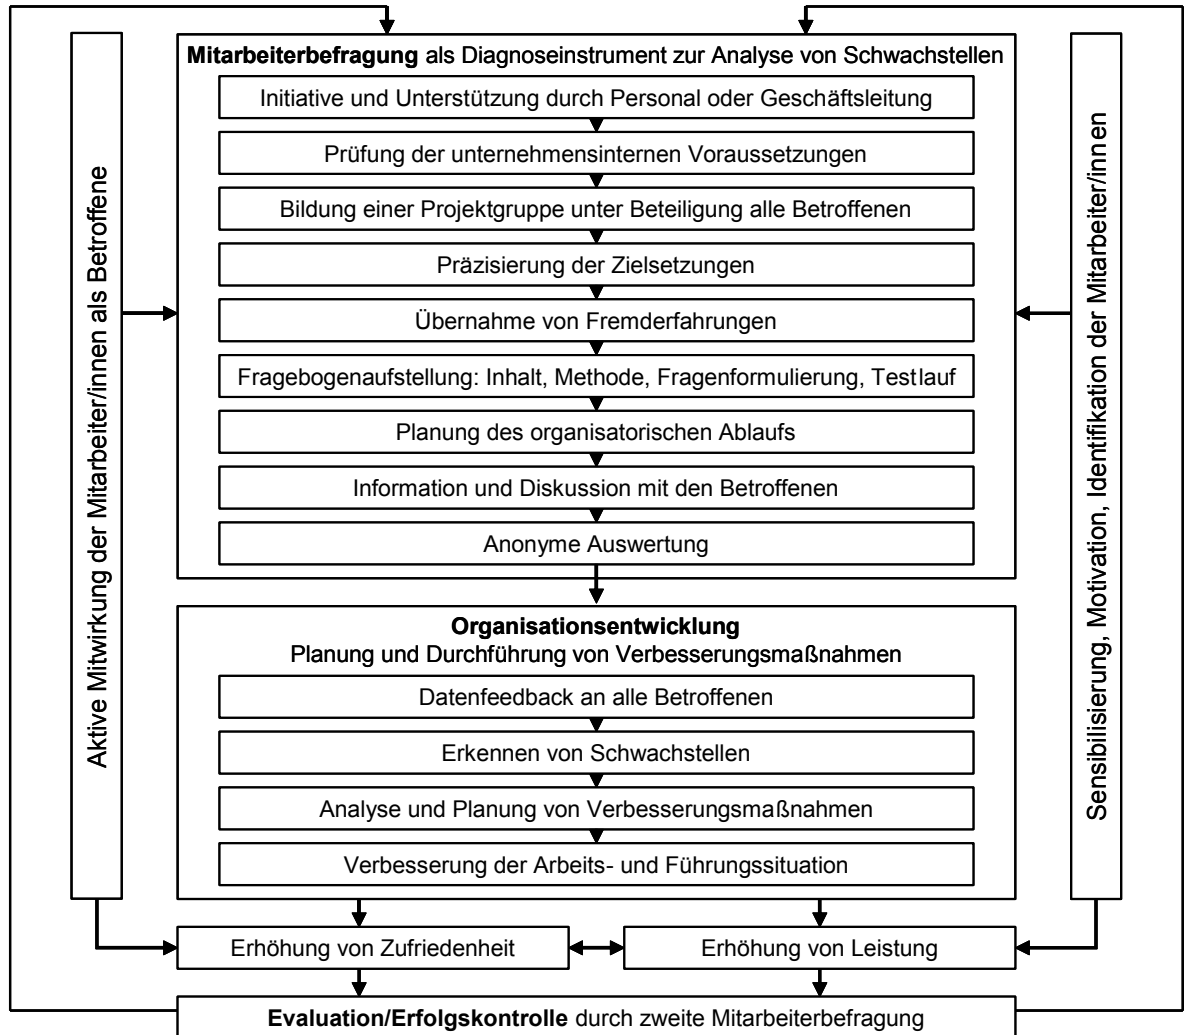 Mitarbeiterbefragung als Diagnoseinstrument zur Analyse von Schwachstellen
Initiative und Unterstützung durch Personal oder Geschäftsleitung
Prüfung der unternehmensinternen Voraussetzungen
Bildung einer Projektgruppe unter Beteiligung alle Betroffenen
Präzisierung der Zielsetzungen
Übernahme von Fremderfahrungen
Fragebogenaufstellung: Inhalt, Methode, Fragenformulierung, Testlauf
Planung des organisatorischen Ablaufs
Information und Diskussion mit den Betroffenen
Anonyme Auswertung
Aktive Mitwirkung der Mitarbeiter/innen als Betroffene
Sensibilisierung, Motivation, Identifikation der Mitarbeiter/innen
Organisationsentwicklung
Planung und Durchführung von Verbesserungsmaßnahmen
Datenfeedback an alle Betroffenen
Erkennen von Schwachstellen
Analyse und Planung von Verbesserungsmaßnahmen
Verbesserung der Arbeits- und Führungssituation
Erhöhung von Zufriedenheit
Erhöhung von Leistung
Evaluation/Erfolgskontrolle durch zweite Mitarbeiterbefragung